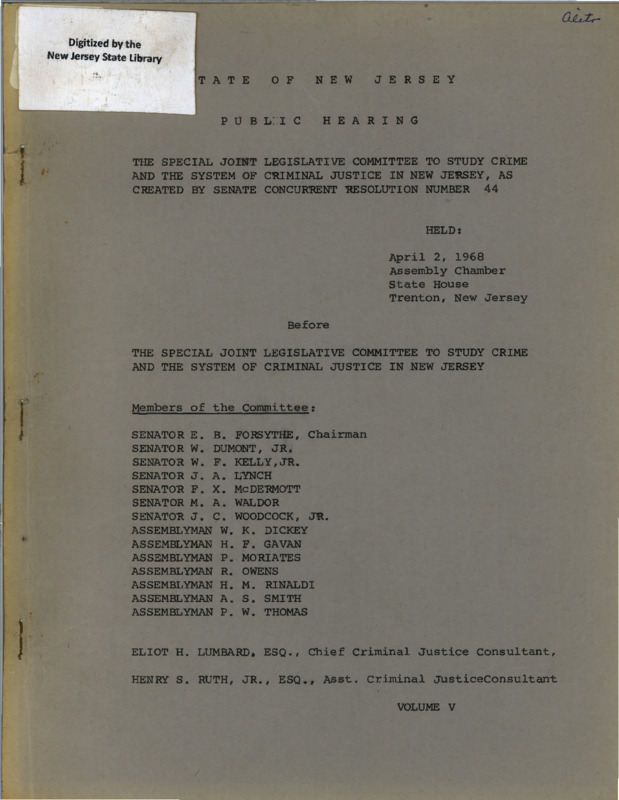 Digitized by the
New Jersey State Library
TATE OF NEW JERSEY
PUBLIC HEARING
THE SPECIAL JOINT LEGISLATIVE COMMITTEE TO STUDY CRIME
AND THE SYSTEM OF CRIMINAL JUSTICE IN NEW JERSEY, AS
CREATED BY SENATE CONCURRENT RESOLUTION NUMBER 44
HELD:
April 2, 1968
Assembly Chamber
State House
Trenton, New Jersey
Before
THE SPECIAL JOINT LEGISLATIVE COMMITTEE TO STUDY CRIME
AND THE SYSTEM OF CRIMINAL JUSTICE IN NEW JERSEY
Members of the Committee:
SENATOR E. B. FORSYTHE, Chairman
SENATOR W. DUMONT, JR.
SENATOR W. F. KELLY,JR.
SENATOR J. A. LYNCH
SENATOR F. X. McDERMOTT
SENATOR M. A. WALDOR
SENATOR J. C. WOODCOCK, JR.
ASSEMBLYMAN W. K. DICKEY
ASSEMBLYMAN H. F. GAVAN
ASSEMBLYMAN P. MORIATES
ASSEMBLYMAN R. OWENS
ASSEMBLYMAN H. M. RINALDI
ASSEMBLYMAN A. S. SMITH
ASSEMBLYMAN P. W. THOMAS
ELIOT H. LUMBARD, ESQ., Chief Criminal Justice Consultant,
HENRY S. RUTH, JR., ESQ., Asst. Criminal JusticeConsultant
VOLUME V